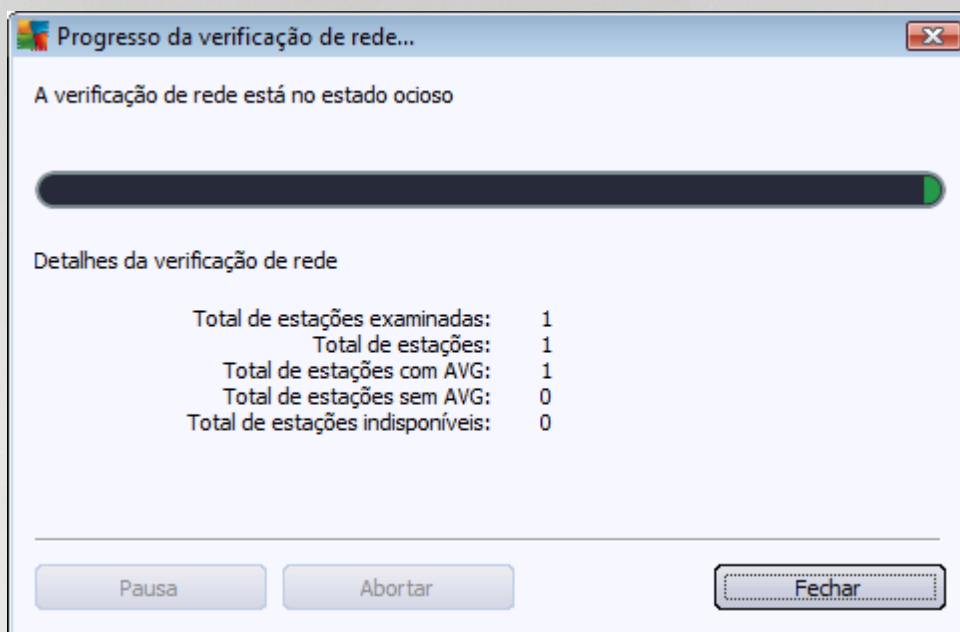 Progresso da verificação de rede...
A verificação de rede está no estado ocioso
Detalhes da verificação de rede
Total de estações examinadas: 1
Total de estações: 1
Total de estações com AVG: 1
Total de estações sem AVG: 0
Total de estações indisponíveis: 0
Pausa Abortar Fechar